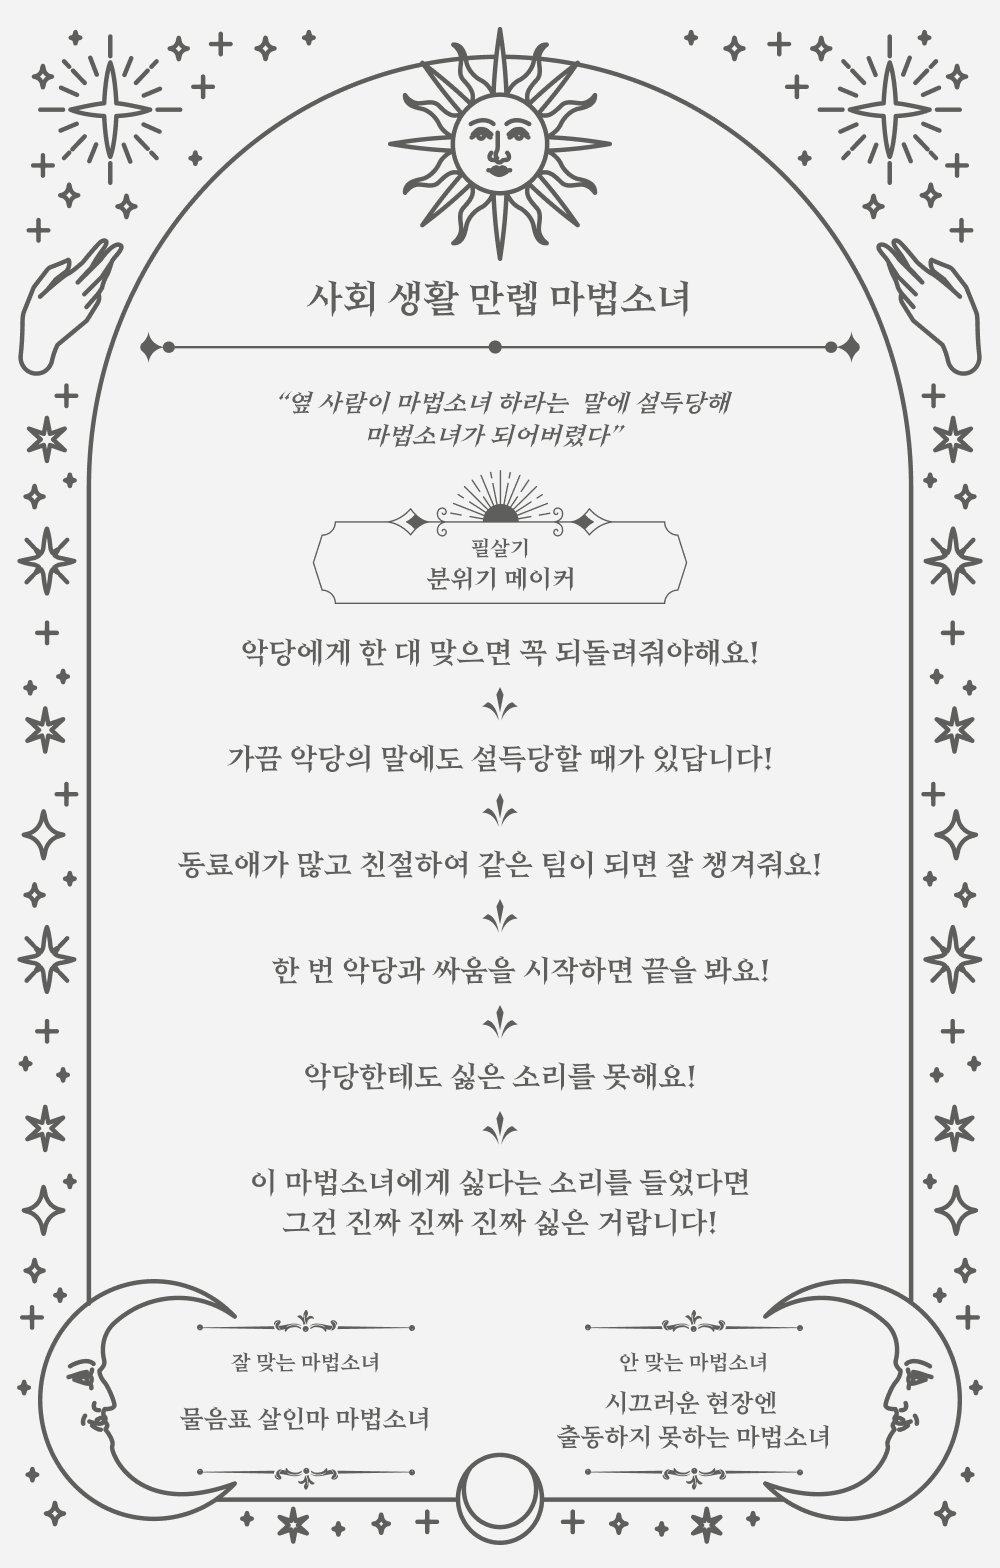 사회 생활 만렙 마법소녀
“옆 사람이 마법소녀 하라는 말에 설득당해
마법소녀가 되어버렸다”
필살기
분위기 메이커
악당에게 한 대 맞으면 꼭 되돌려줘야해요!
가끔 악당의 말에도 설득당할 때가 있답니다!
동료애가 많고 친절하여 같은 팀이 되면 잘 챙겨줘요!
한 번 악당과 싸움을 시작하면 끝을 봐요!
악당한테도 싫은 소리를 못해요!
이 마법소녀에게 싫다는 소리를 들었다면
그건 진짜 진짜 진짜 싫은 거랍니다!
잘 맞는 마법소녀
물음표 살인마 마법소녀
안 맞는 마법소녀
시끄러운 현장엔
출동하지 못하는 마법소녀